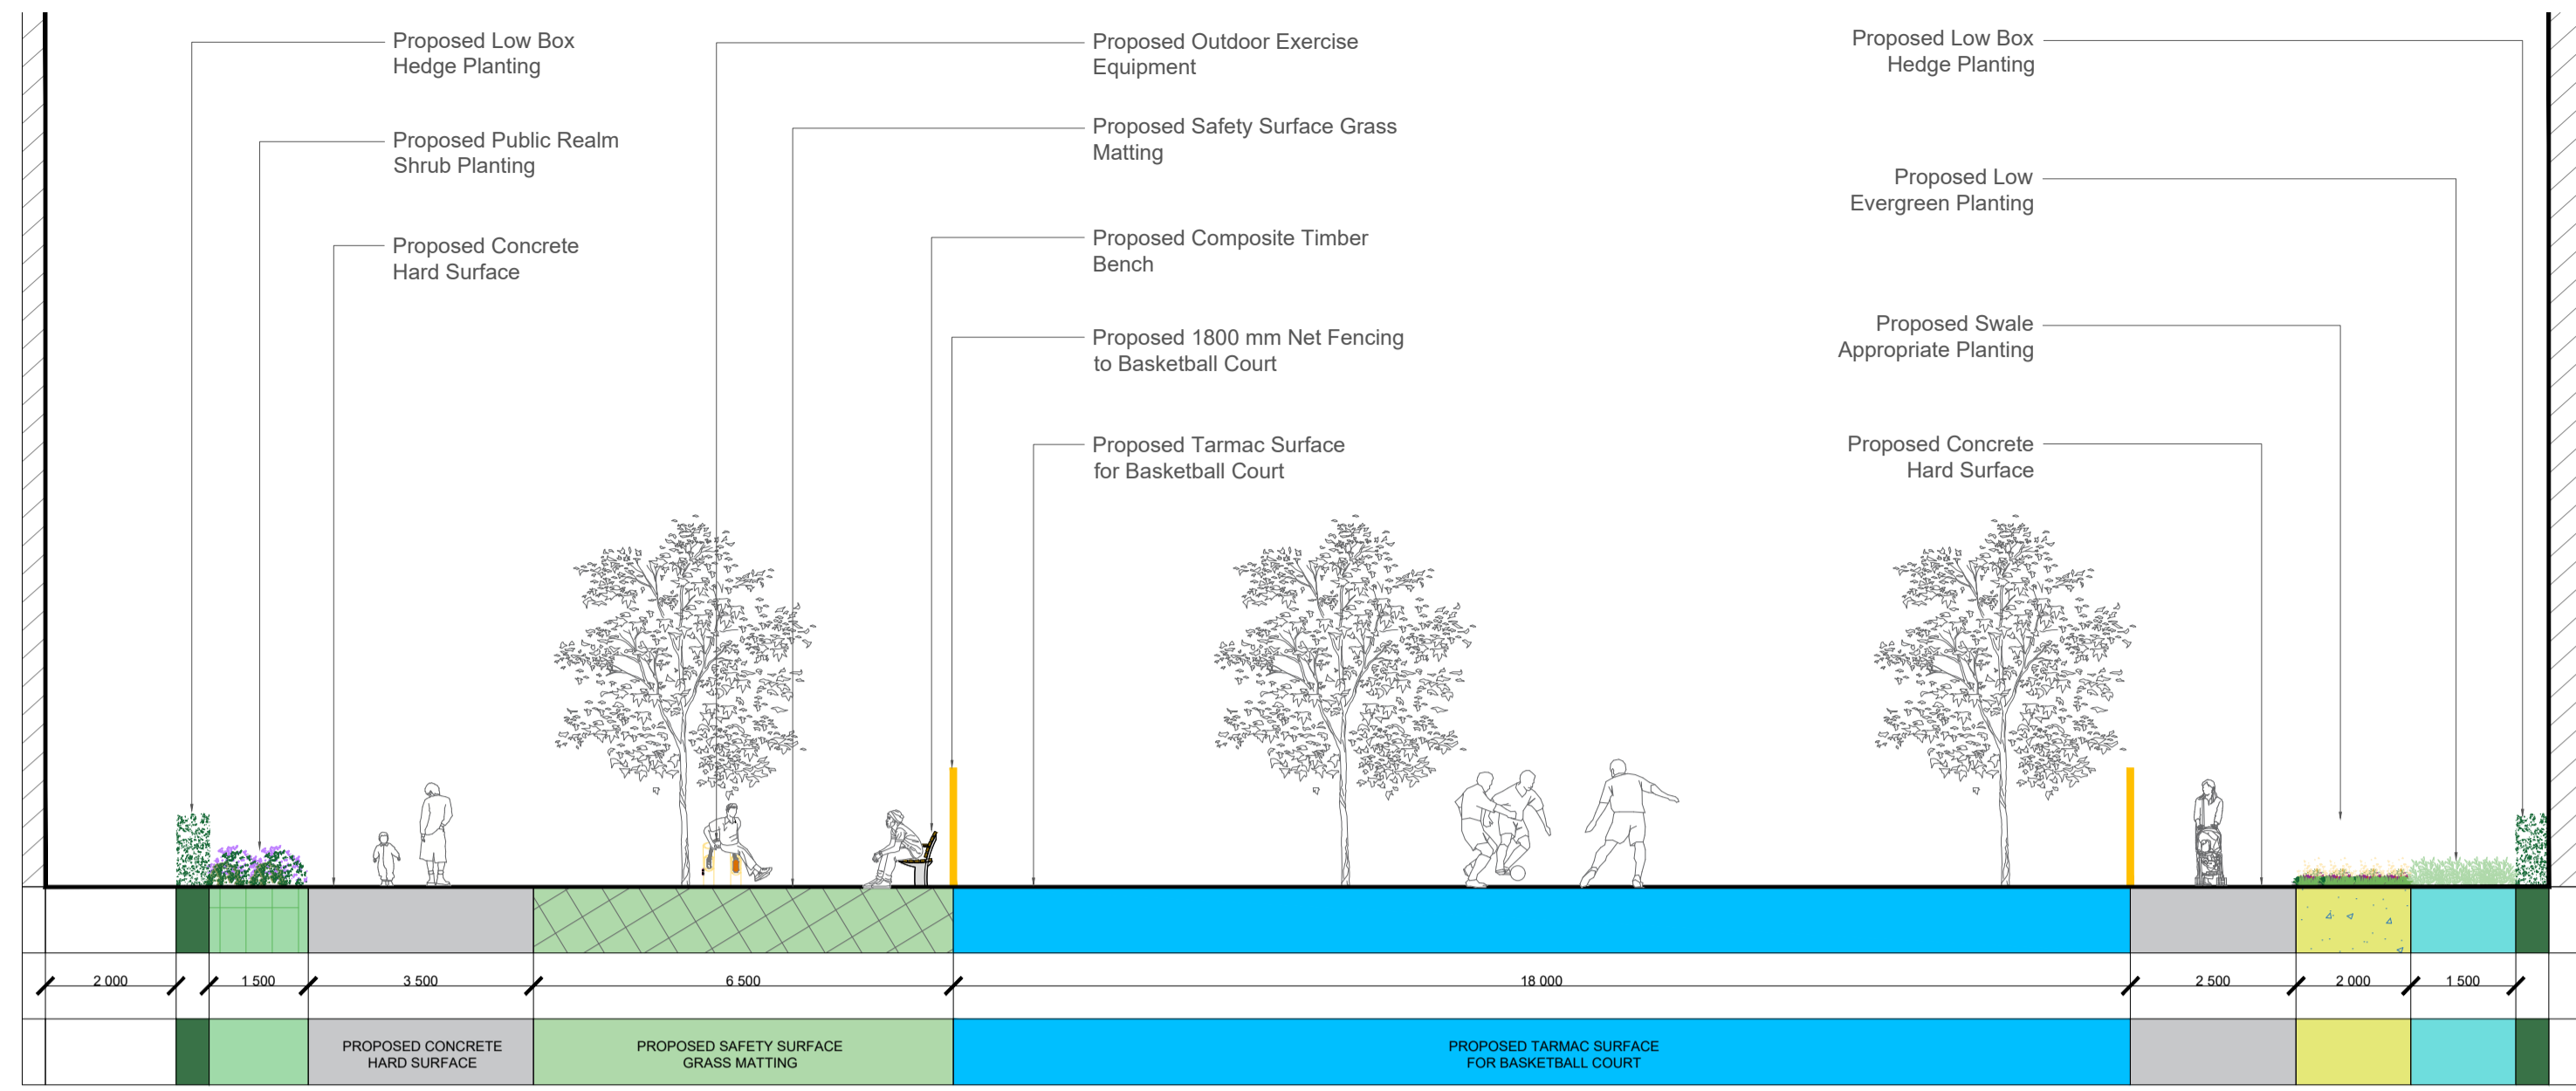 Proposed Low Box
Hedge Planting
Proposed Public Realm
Shrub Planting
Proposed Concrete
Hard Surface
Proposed Outdoor Exercise
Equipment
Proposed Safety Surface Grass
Matting
Proposed Composite Timber
Bench
Proposed 1800 mm Net Fencing
to Basketball Court
Proposed Tarmac Surface
for Basketball Court
Proposed Low Box
Hedge Planting
Proposed Low
Evergreen Planting
Proposed Swale
Appropriate Planting
Proposed Concrete
Hard Surface
2 000
1 500
3 500
6 500
18 000
2 500
2 000
1 500
PROPOSED CONCRETE
HARD SURFACE
PROPOSED SAFETY SURFACE
GRASS MATTING
PROPOSED TARMAC SURFACE
FOR BASKETBALL COURT